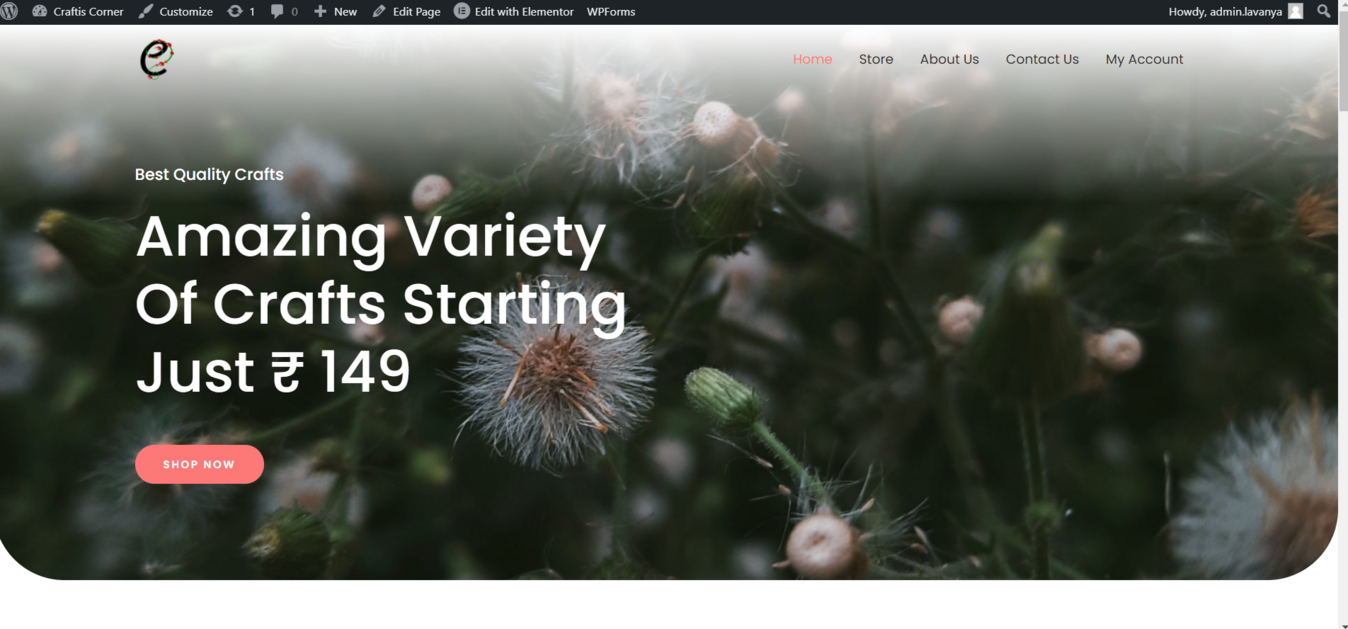 Craftis Corner Customize 1 0 New Edit Page Edit with Elementor WPForms Howdy, admin.lavanya
e Home Store About Us Contact Us My Account
Best Quality Crafts
Amazing Variety
Of Crafts Starting
Just ₹ 149
SHOP NOW